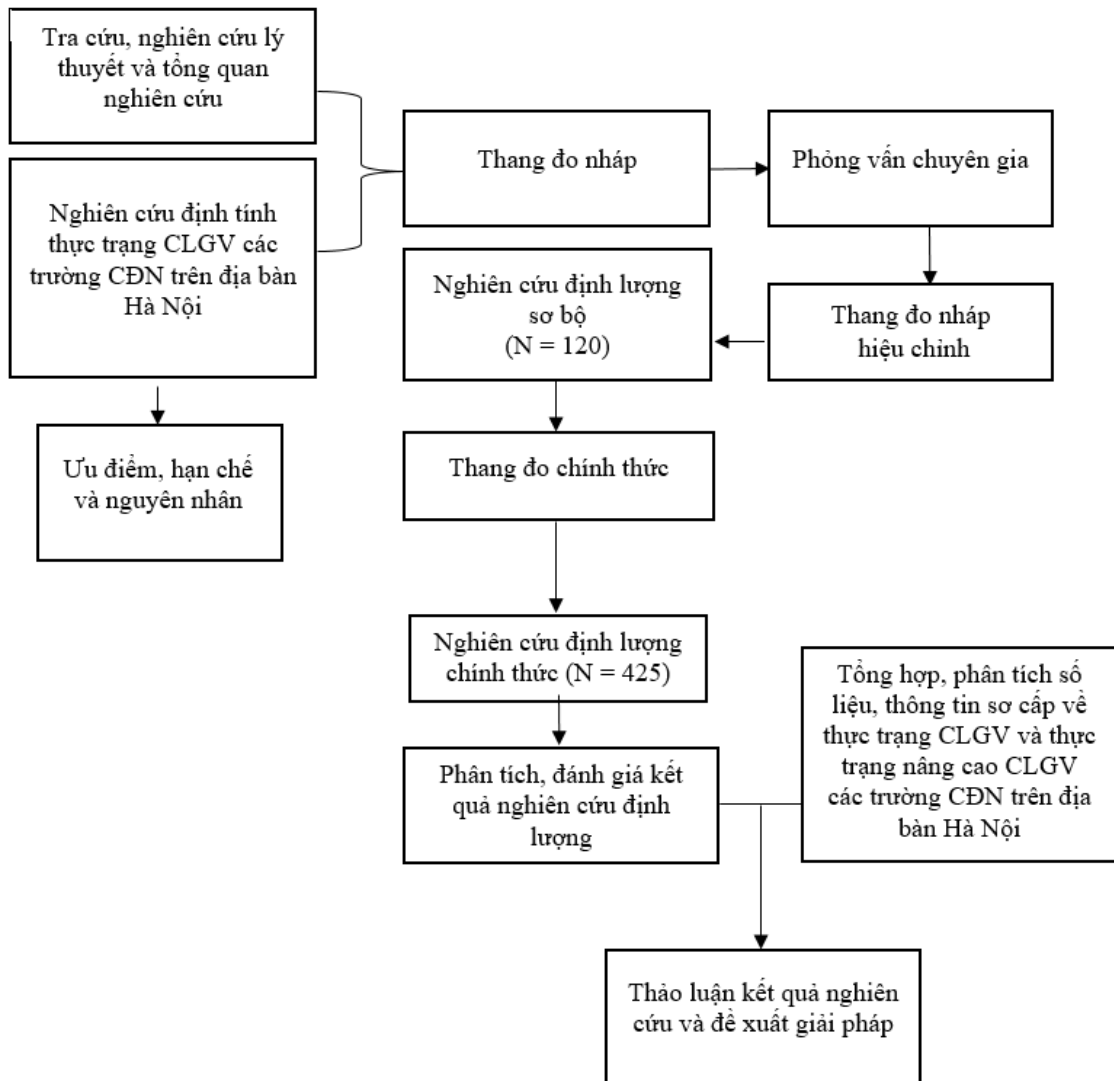 Tra cứu, nghiên cứu lý
thuyết và tổng quan
nghiên cứu
Thang đo nháp
Phỏng vấn chuyên gia
Nghiên cứu định tính
thực trạng CLGV các
trường CĐN trên địa bàn
Hà Nội
Nghiên cứu định lượng
sơ bộ
(N = 120)
Thang đo nháp
hiệu chỉnh
Ưu điểm, hạn chế
và nguyên nhân
Thang đo chính thức
Nghiên cứu định lượng
chính thức (N = 425)
Tổng hợp, phân tích số
liệu, thông tin sơ cấp về
thực trạng CLGV và thực
trạng nâng cao CLGV
các trường CĐN trên địa
bàn Hà Nội
Phân tích, đánh giá kết
quả nghiên cứu định
lượng
Thảo luận kết quả nghiên
cứu và đề xuất giải pháp